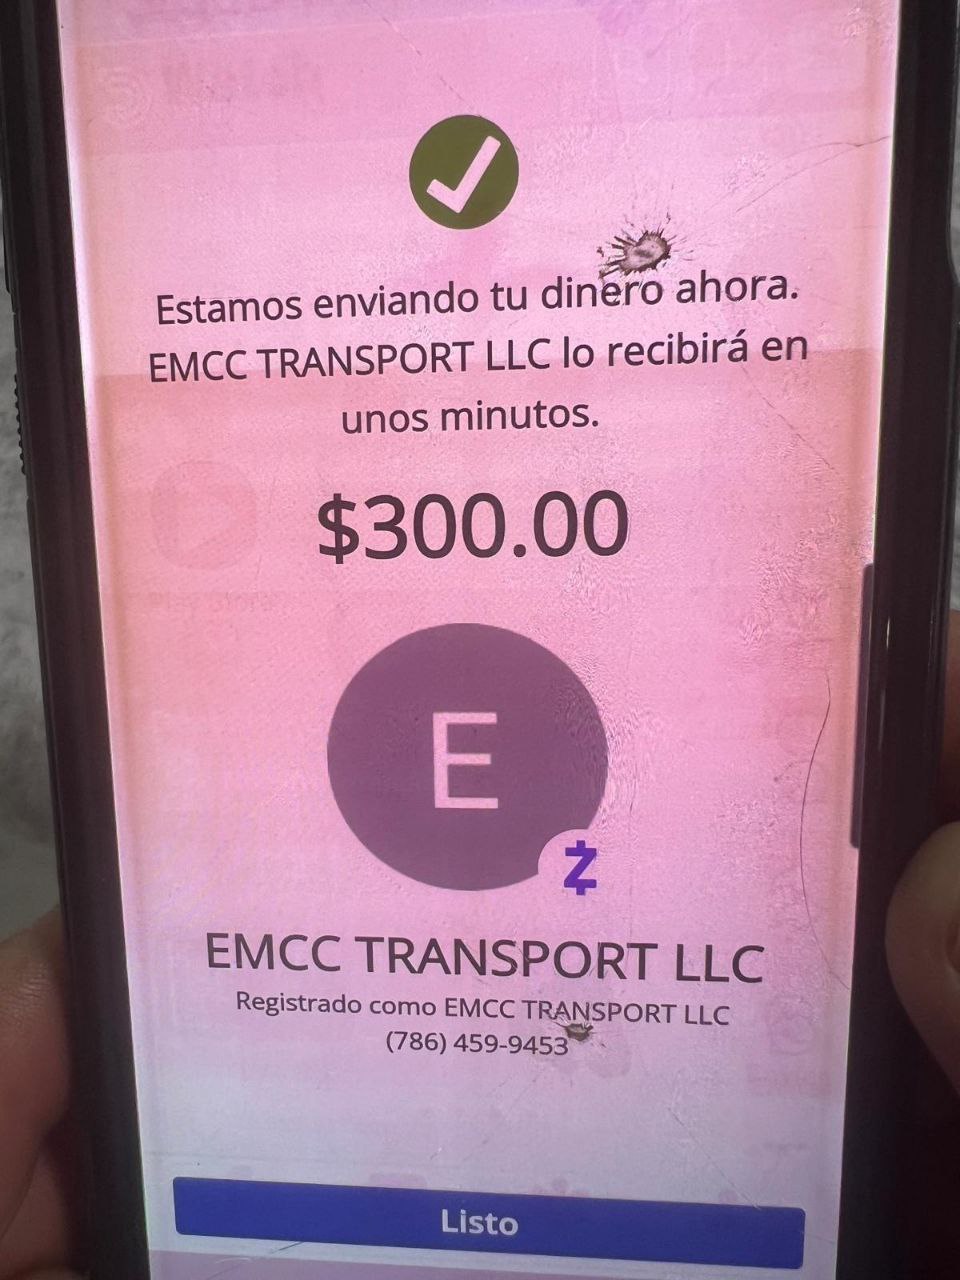 Estamos enviando tu dinero ahora.
EMCC TRANSPORT LLC lo recibirá en
unos minutos.
$300.00
E
EMCC TRANSPORT LLC
Registrado como EMCC TRANSPORT LLC
(786) 459-9453
Listo